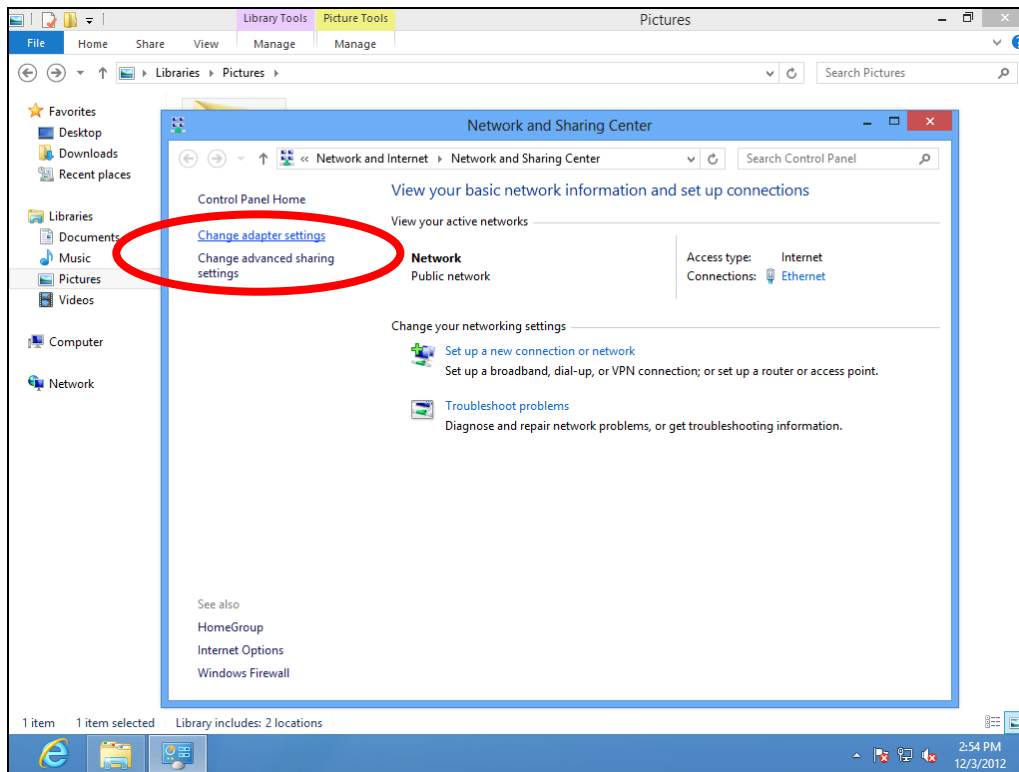 Library Tools Picture Tools Pictures
File Home Share View Manage Manage
Libraries Pictures Search Pictures
Favorites
Desktop
Downloads
Recent places
Libraries
Documents
Music
Pictures
Videos
Computer
Network
Network and Sharing Center
« Network and Internet Network and Sharing Center Search Control Panel
Control Panel Home
Change adapter settings
Change advanced sharing
settings
View your basic network information and set up connections
View your active networks
Network
Public network
Access type: Internet
Connections: Ethernet
Change your networking settings
Set up a new connection or network
Set up a broadband, dial-up, or VPN connection; or set up a router or access point.
Troubleshoot problems
Diagnose and repair network problems, or get troubleshooting information.
See also
HomeGroup
Internet Options
Windows Firewall
1 item 1 item selected Library includes: 2 locations
2:54 PM
12/3/2012